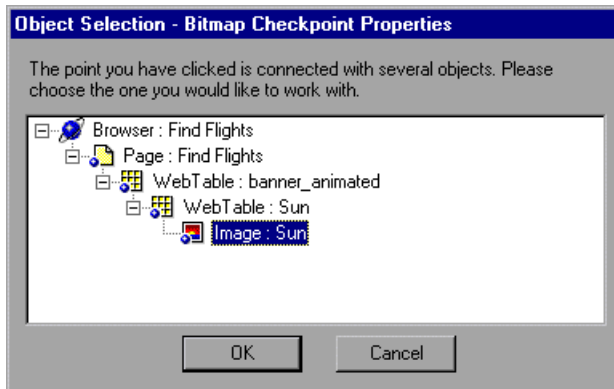 Object Selection - Bitmap Checkpoint Properties
The point you have clicked is connected with several objects. Please
choose the one you would like to work with.
Browser : Find Flights
Page : Find Flights
WebTable : banner_animated
WebTable : Sun
Image : Sun
OK Cancel